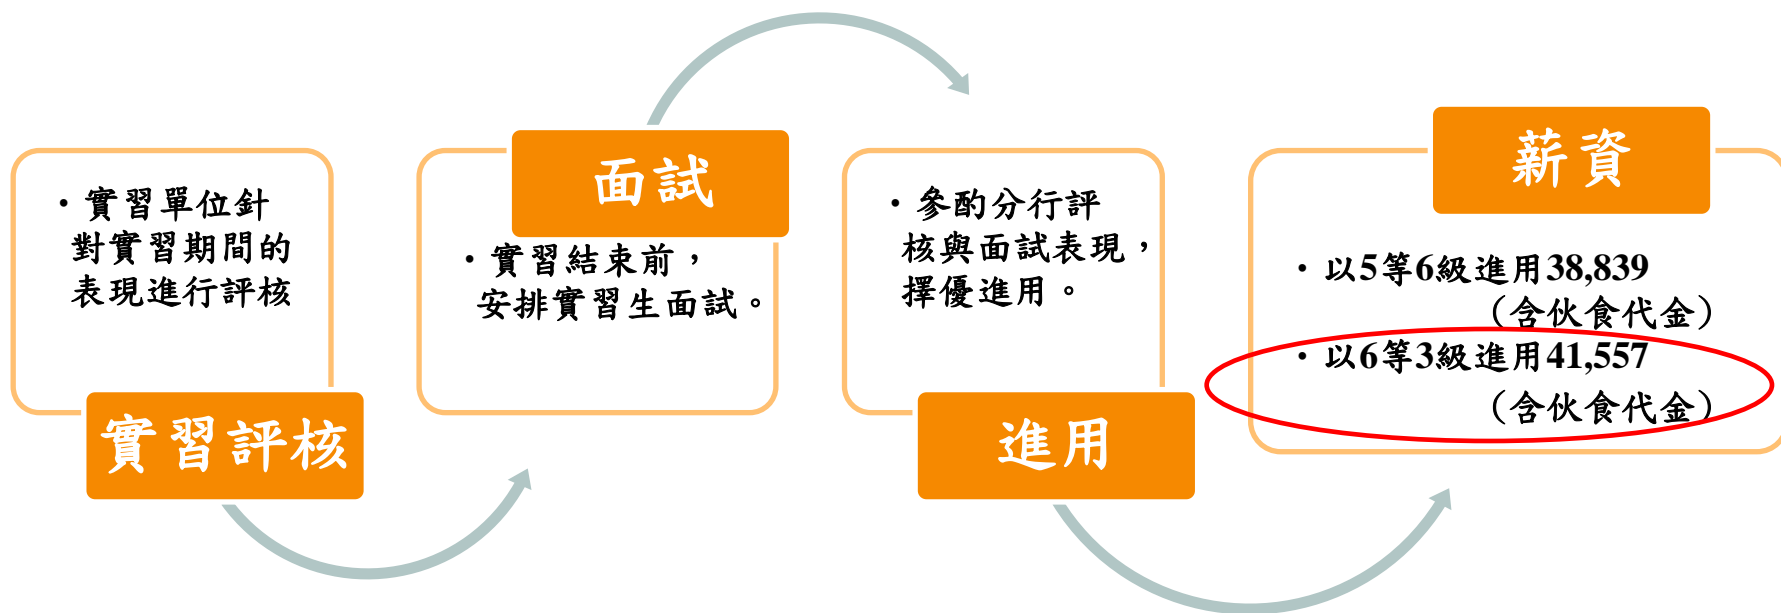 ・實習單位針
對實習期間的
表現進行評核
實習評核
面試
・實習結束前，
安排實習生面試。
・參酌分行評
核與面試表現，
擇優進用。
進用
薪資
・以5等6級進用38,839
（含伙食代金）
・以6等3級進用41,557
（含伙食代金）